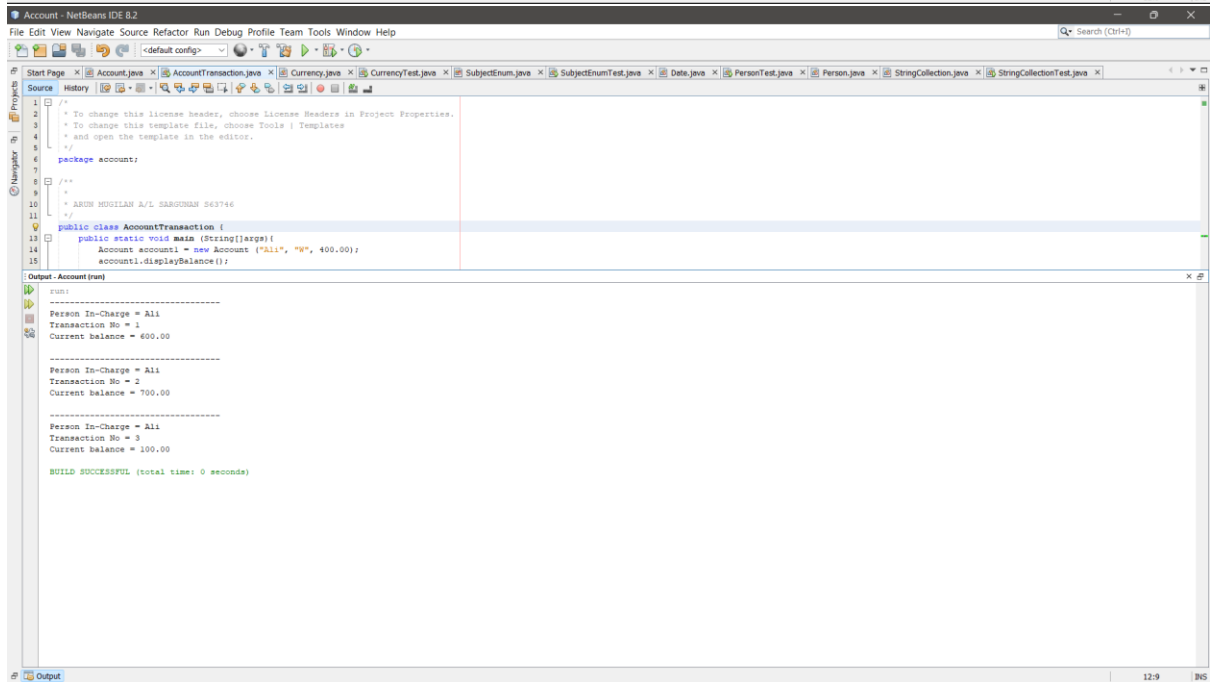 Account - NetBeans IDE 8.2
File Edit View Navigate Source Refactor Run Debug Profile Team Tools Window Help
Search (Ctrl+I)
<default config>
Start Page Account.java AccountTransaction.java Currency.java CurrencyTest.java SubjectEnum.java SubjectEnumTest.java Date.java PersonTest.java Person.java StringCollection.java StringCollectionTest.java
Projects
Navigator
Source History
1 /*
2 * To change this license header, choose License Headers in Project Properties.
3 * To change this template file, choose Tools | Templates
4 * and open the template in the editor.
5 */
6 package account;
7
8 /**
9 *
10 * ARUN MUGILAN A/L SARGUNAN S63746
11 */
public class AccountTransaction {
13 public static void main (String[]args){
14 Account account1 = new Account ("Ali", "W", 400.00);
15 account1.displayBalance();
Output - Account (run)
run:
----------------------------------
Person In-Charge = Ali
Transaction No = 1
Current balance = 600.00
----------------------------------
Person In-Charge = Ali
Transaction No = 2
Current balance = 700.00
----------------------------------
Person In-Charge = Ali
Transaction No = 3
Current balance = 100.00
BUILD SUCCESSFUL (total time: 0 seconds)
Output
12:9 INS